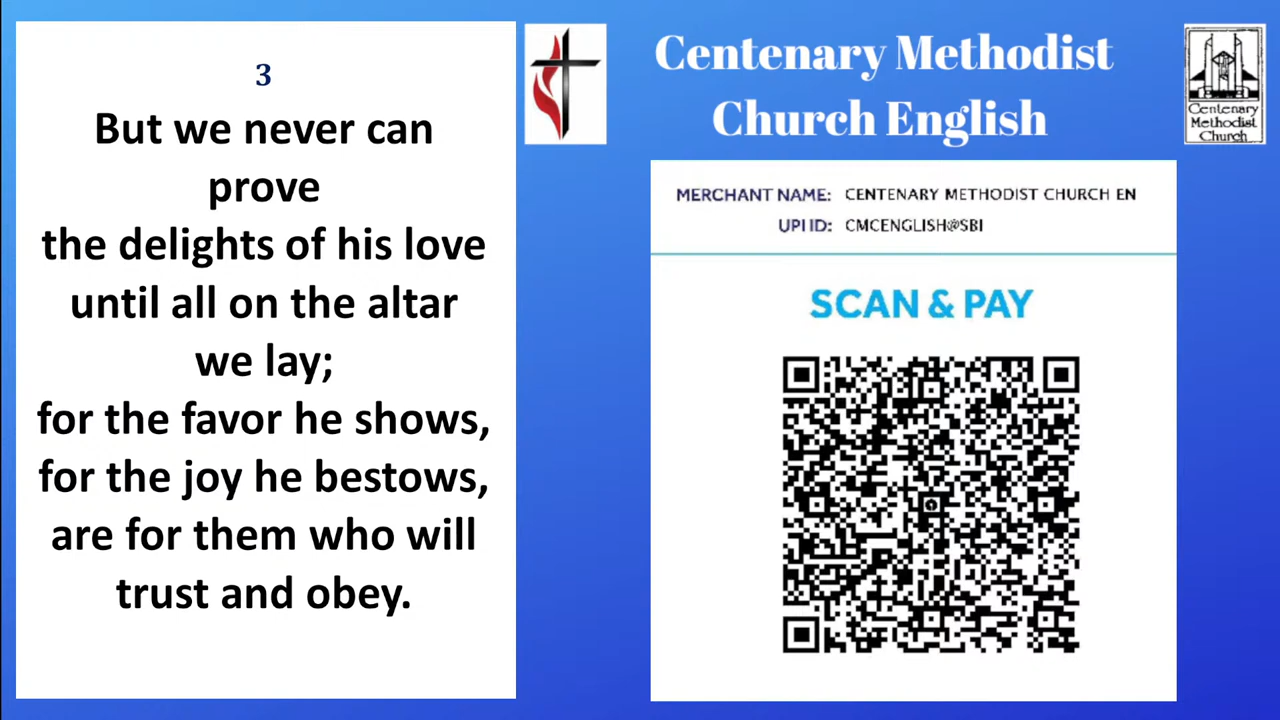 3
But we never can
prove
the delights of his love
until all on the altar
we lay;
for the favor he shows,
for the joy he bestows,
are for them who will
trust and obey.
Centenary Methodist
Church English
Centenary
Methodist
Church
MERCHANT NAME: CENTENARY METHODIST CHURCH EN
UPI ID: CMCENGLISH@SBI
SCAN & PAY